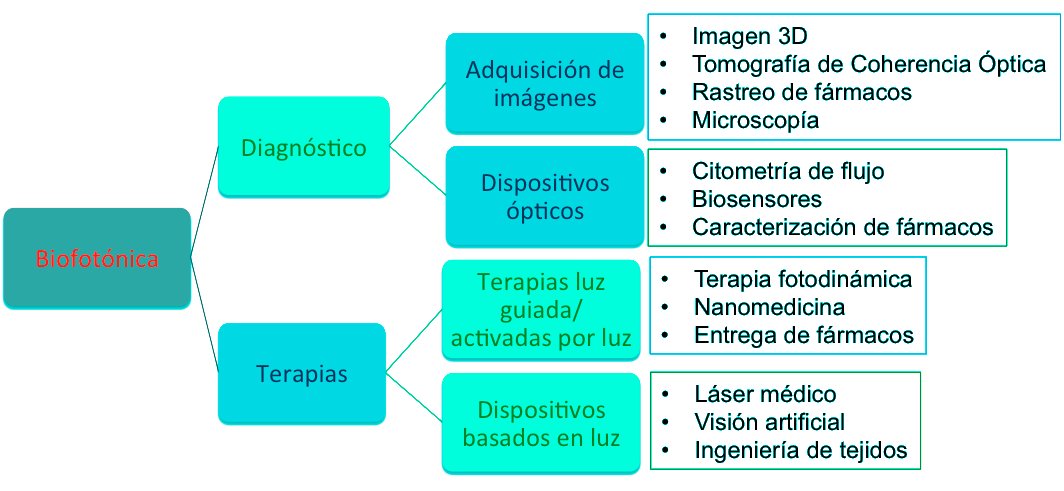 Biofotónica
Diagnóstico
Adquisición de
imágenes
• Imagen 3D
• Tomografía de Coherencia Óptica
• Rastreo de fármacos
• Microscopía
Dispositivos
ópticos
• Citometría de flujo
• Biosensores
• Caracterización de fármacos
Terapias
Terapias luz
guiada/
activadas por luz
• Terapia fotodinámica
• Nanomedicina
• Entrega de fármacos
Dispositivos
basados en luz
• Láser médico
• Visión artificial
• Ingeniería de tejidos